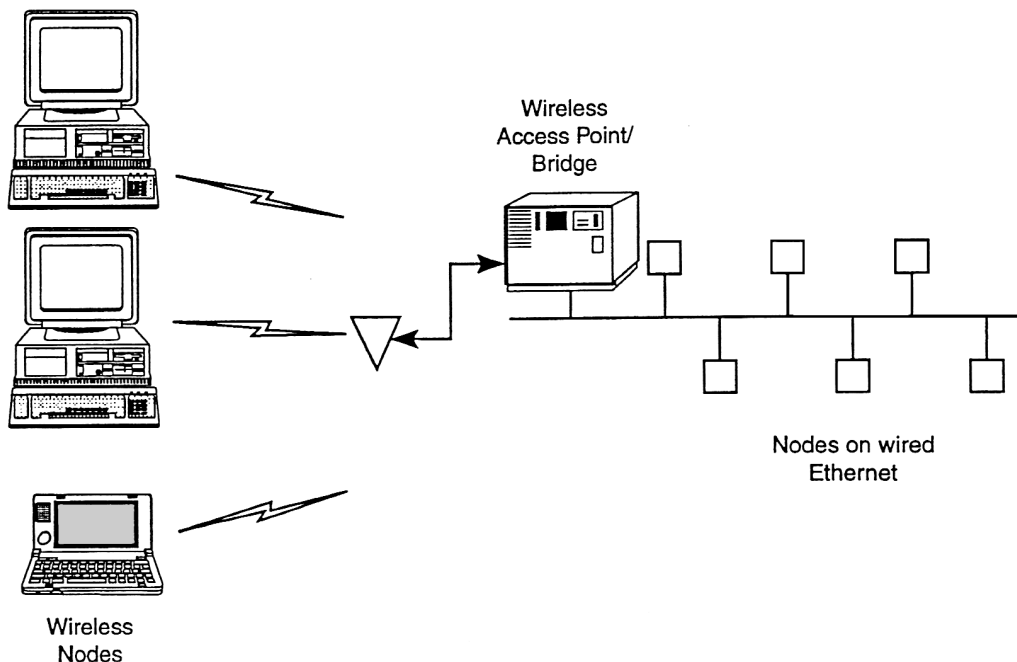 Wireless
Access Point/
Bridge
Nodes on wired
Ethernet
Wireless
Nodes